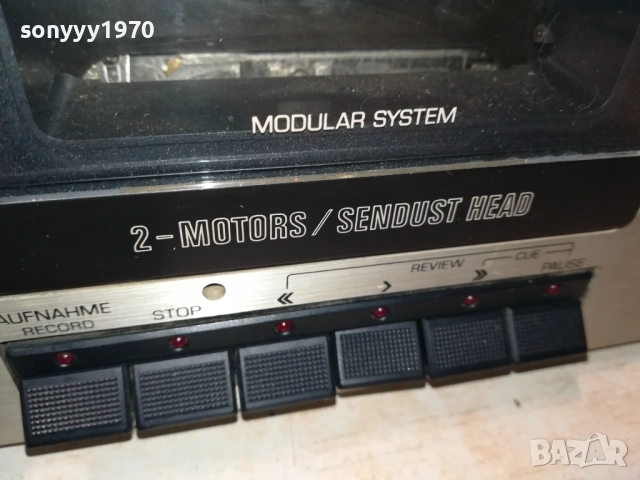 sonyyy1970
MODULAR SYSTEM
2-MOTORS / SENDUST HEAD
AUFNAHME
RECORD
STOP
REVIEW
CUE
PAUSE
BAZAR